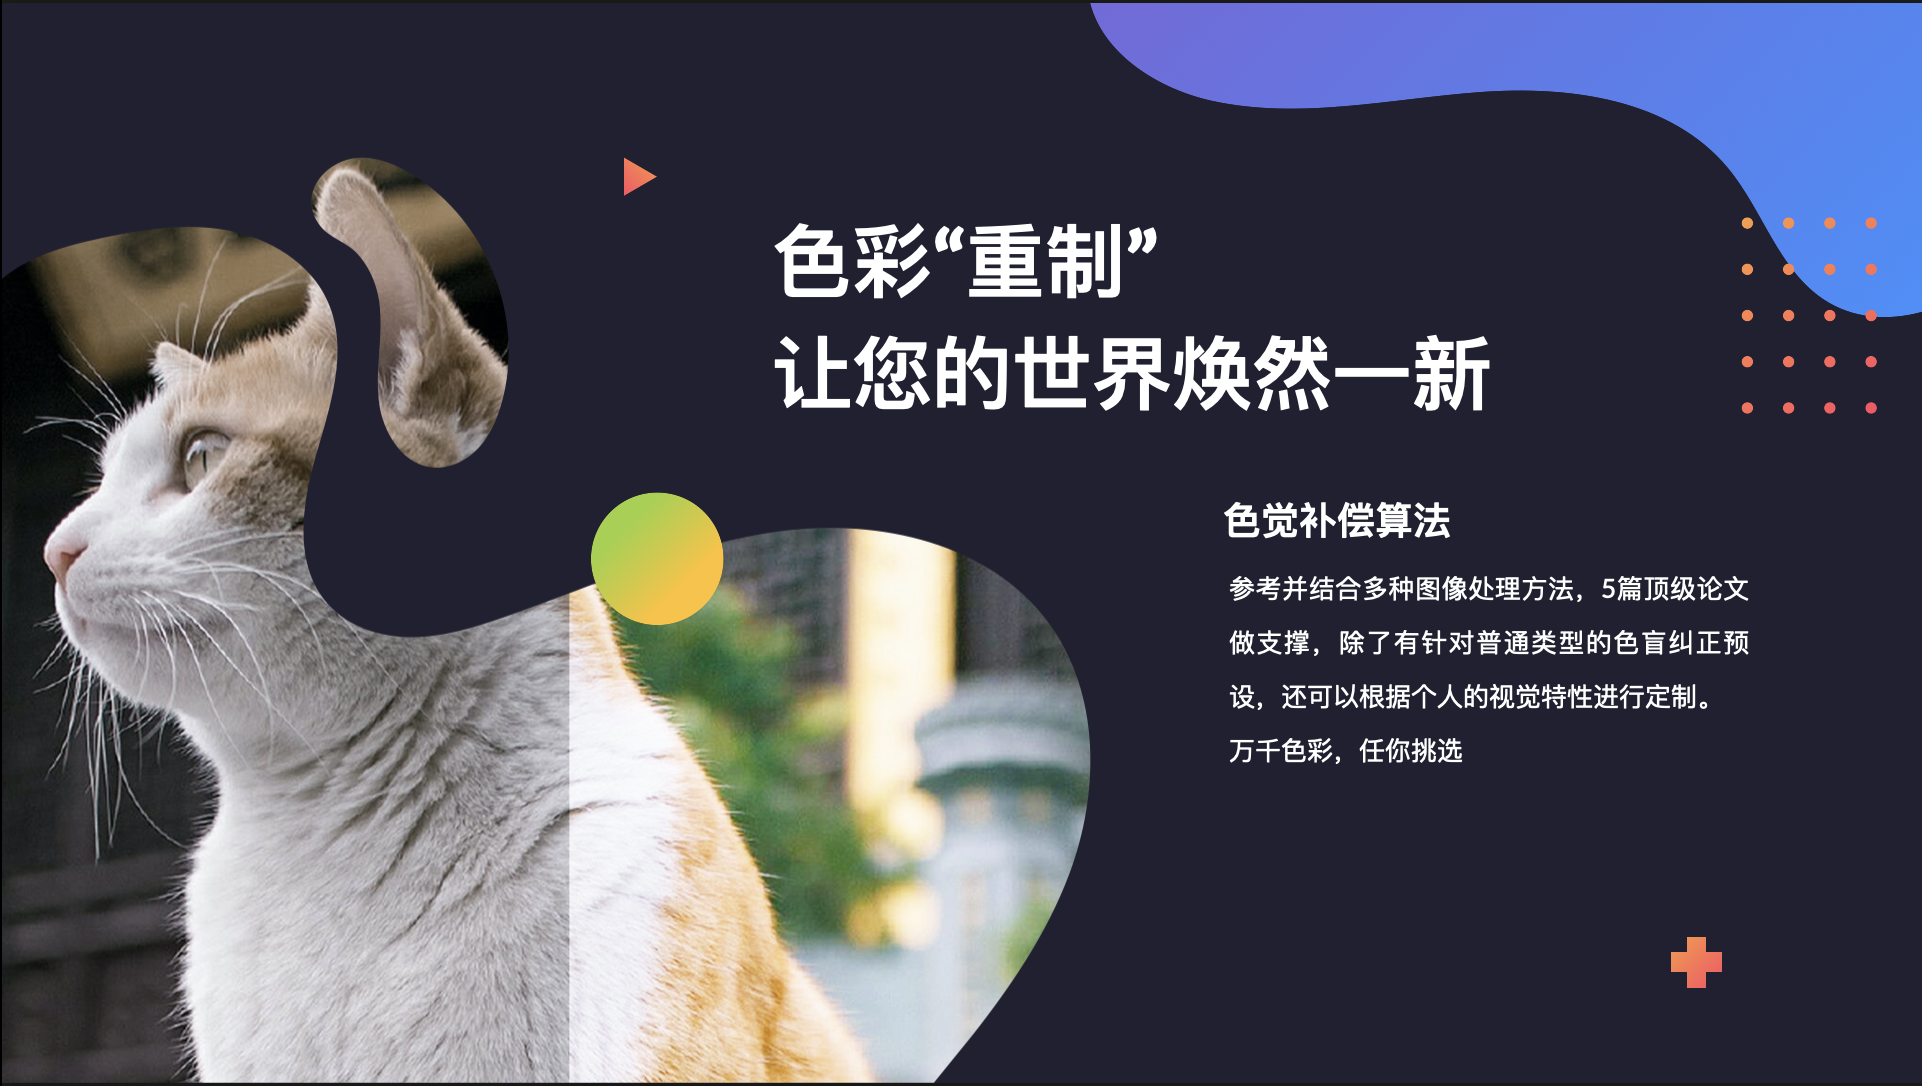 色彩“重制”
让您的世界焕然一新
色觉补偿算法
参考并结合多种图像处理方法，5篇顶级论文
做支撑，除了有针对普通类型的色盲纠正预
设，还可以根据个人的视觉特性进行定制。
万千色彩，任你挑选